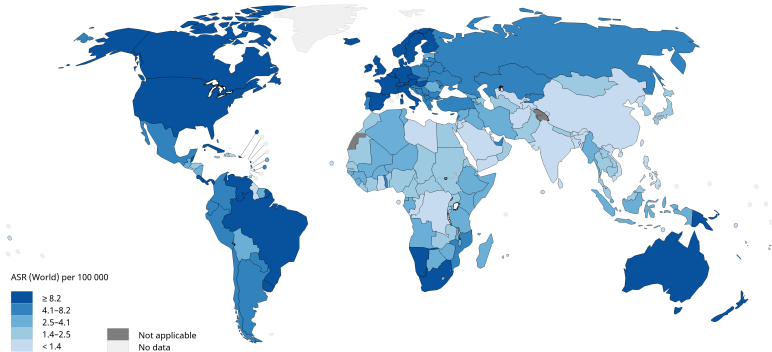 ASR (World) per 100 000
≥ 8.2
4.1–8.2
2.5–4.1
1.4–2.5
< 1.4
Not applicable
No data